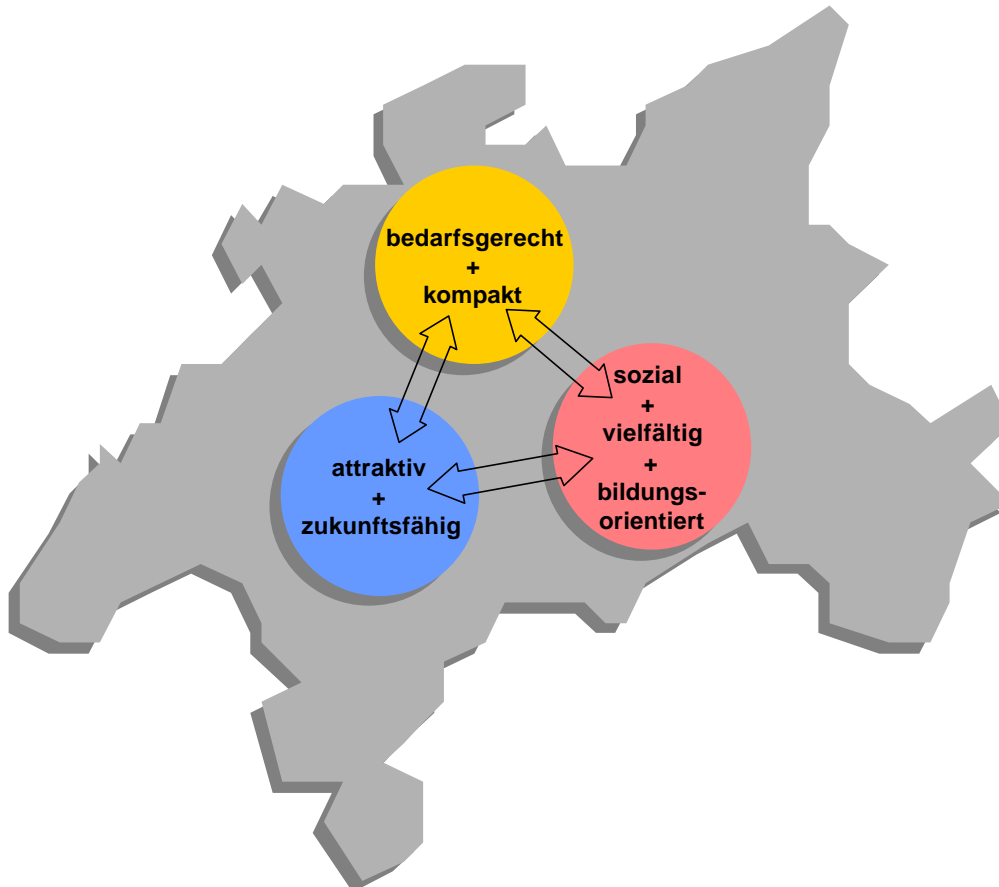 bedarfsgerecht
+
kompakt
sozial
+
vielfältig
+
bildungs-
orientiert
attraktiv
+
zukunftsfähig